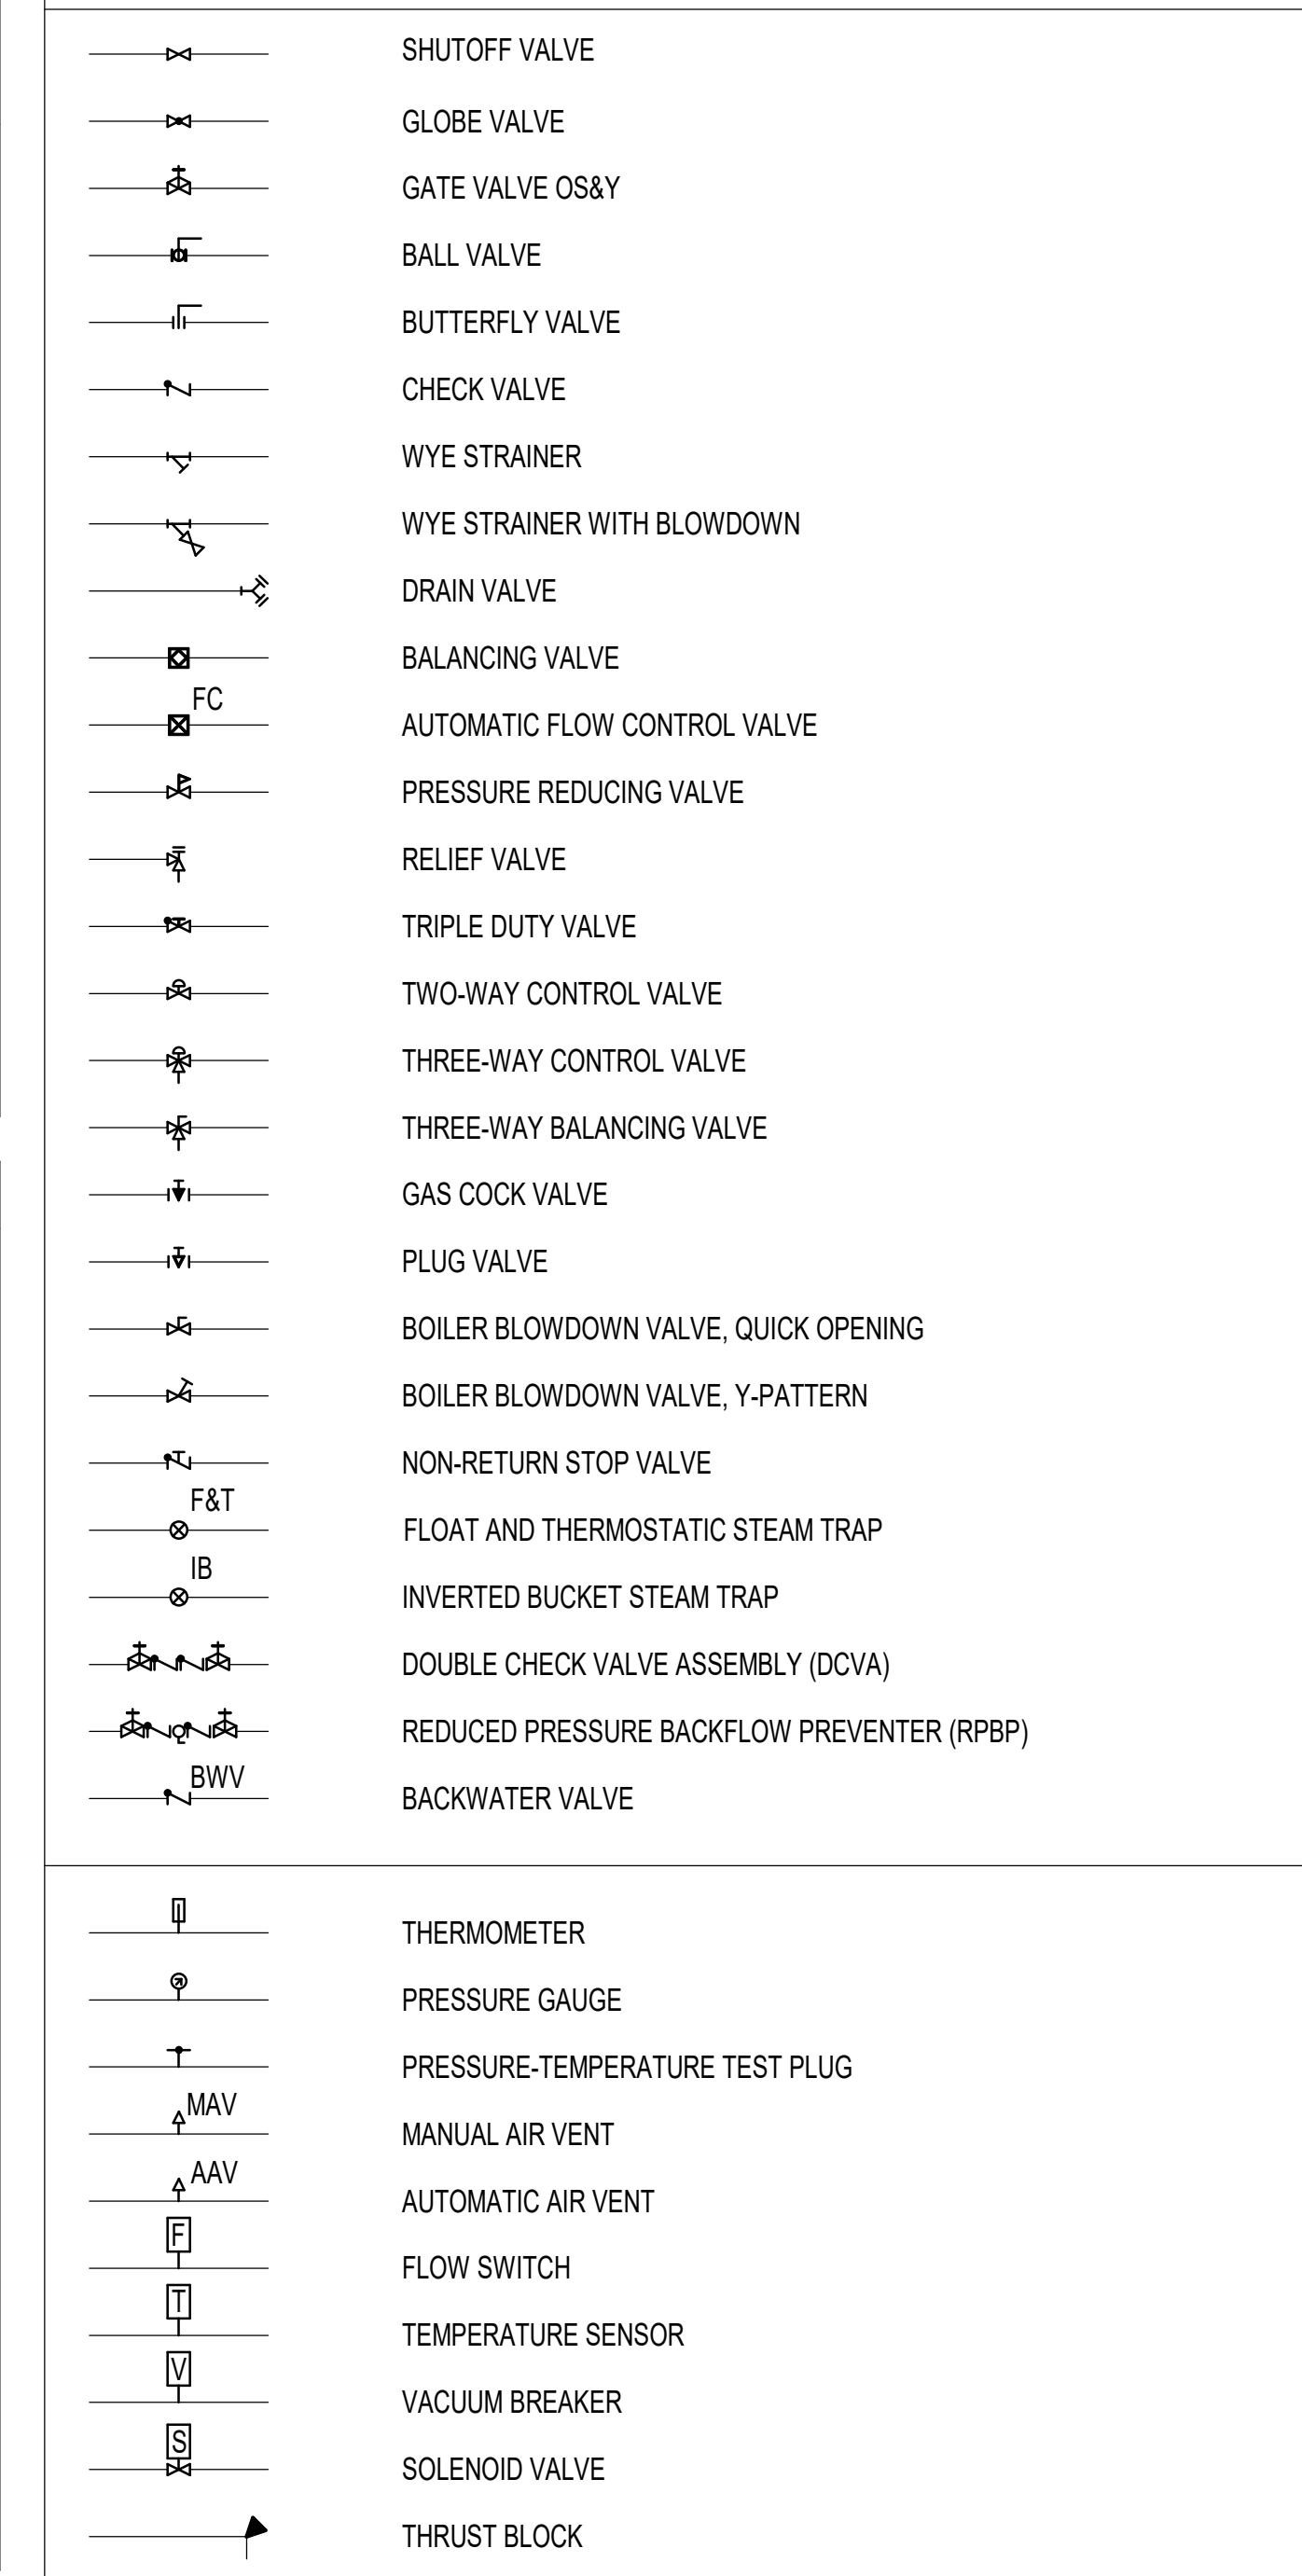 SHUTOFF VALVE
GLOBE VALVE
GATE VALVE OS&Y
BALL VALVE
BUTTERFLY VALVE
CHECK VALVE
WYE STRAINER
WYE STRAINER WITH BLOWDOWN
DRAIN VALVE
BALANCING VALVE
FC
AUTOMATIC FLOW CONTROL VALVE
PRESSURE REDUCING VALVE
RELIEF VALVE
TRIPLE DUTY VALVE
TWO-WAY CONTROL VALVE
THREE-WAY CONTROL VALVE
THREE-WAY BALANCING VALVE
GAS COCK VALVE
PLUG VALVE
BOILER BLOWDOWN VALVE, QUICK OPENING
BOILER BLOWDOWN VALVE, Y-PATTERN
NON-RETURN STOP VALVE
F&T
FLOAT AND THERMOSTATIC STEAM TRAP
IB
INVERTED BUCKET STEAM TRAP
DOUBLE CHECK VALVE ASSEMBLY (DCVA)
REDUCED PRESSURE BACKFLOW PREVENTER (RPBP)
BWV
BACKWATER VALVE
THERMOMETER
PRESSURE GAUGE
PRESSURE-TEMPERATURE TEST PLUG
MAV
MANUAL AIR VENT
AAV
AUTOMATIC AIR VENT
F
FLOW SWITCH
T
TEMPERATURE SENSOR
V
VACUUM BREAKER
S
SOLENOID VALVE
THRUST BLOCK